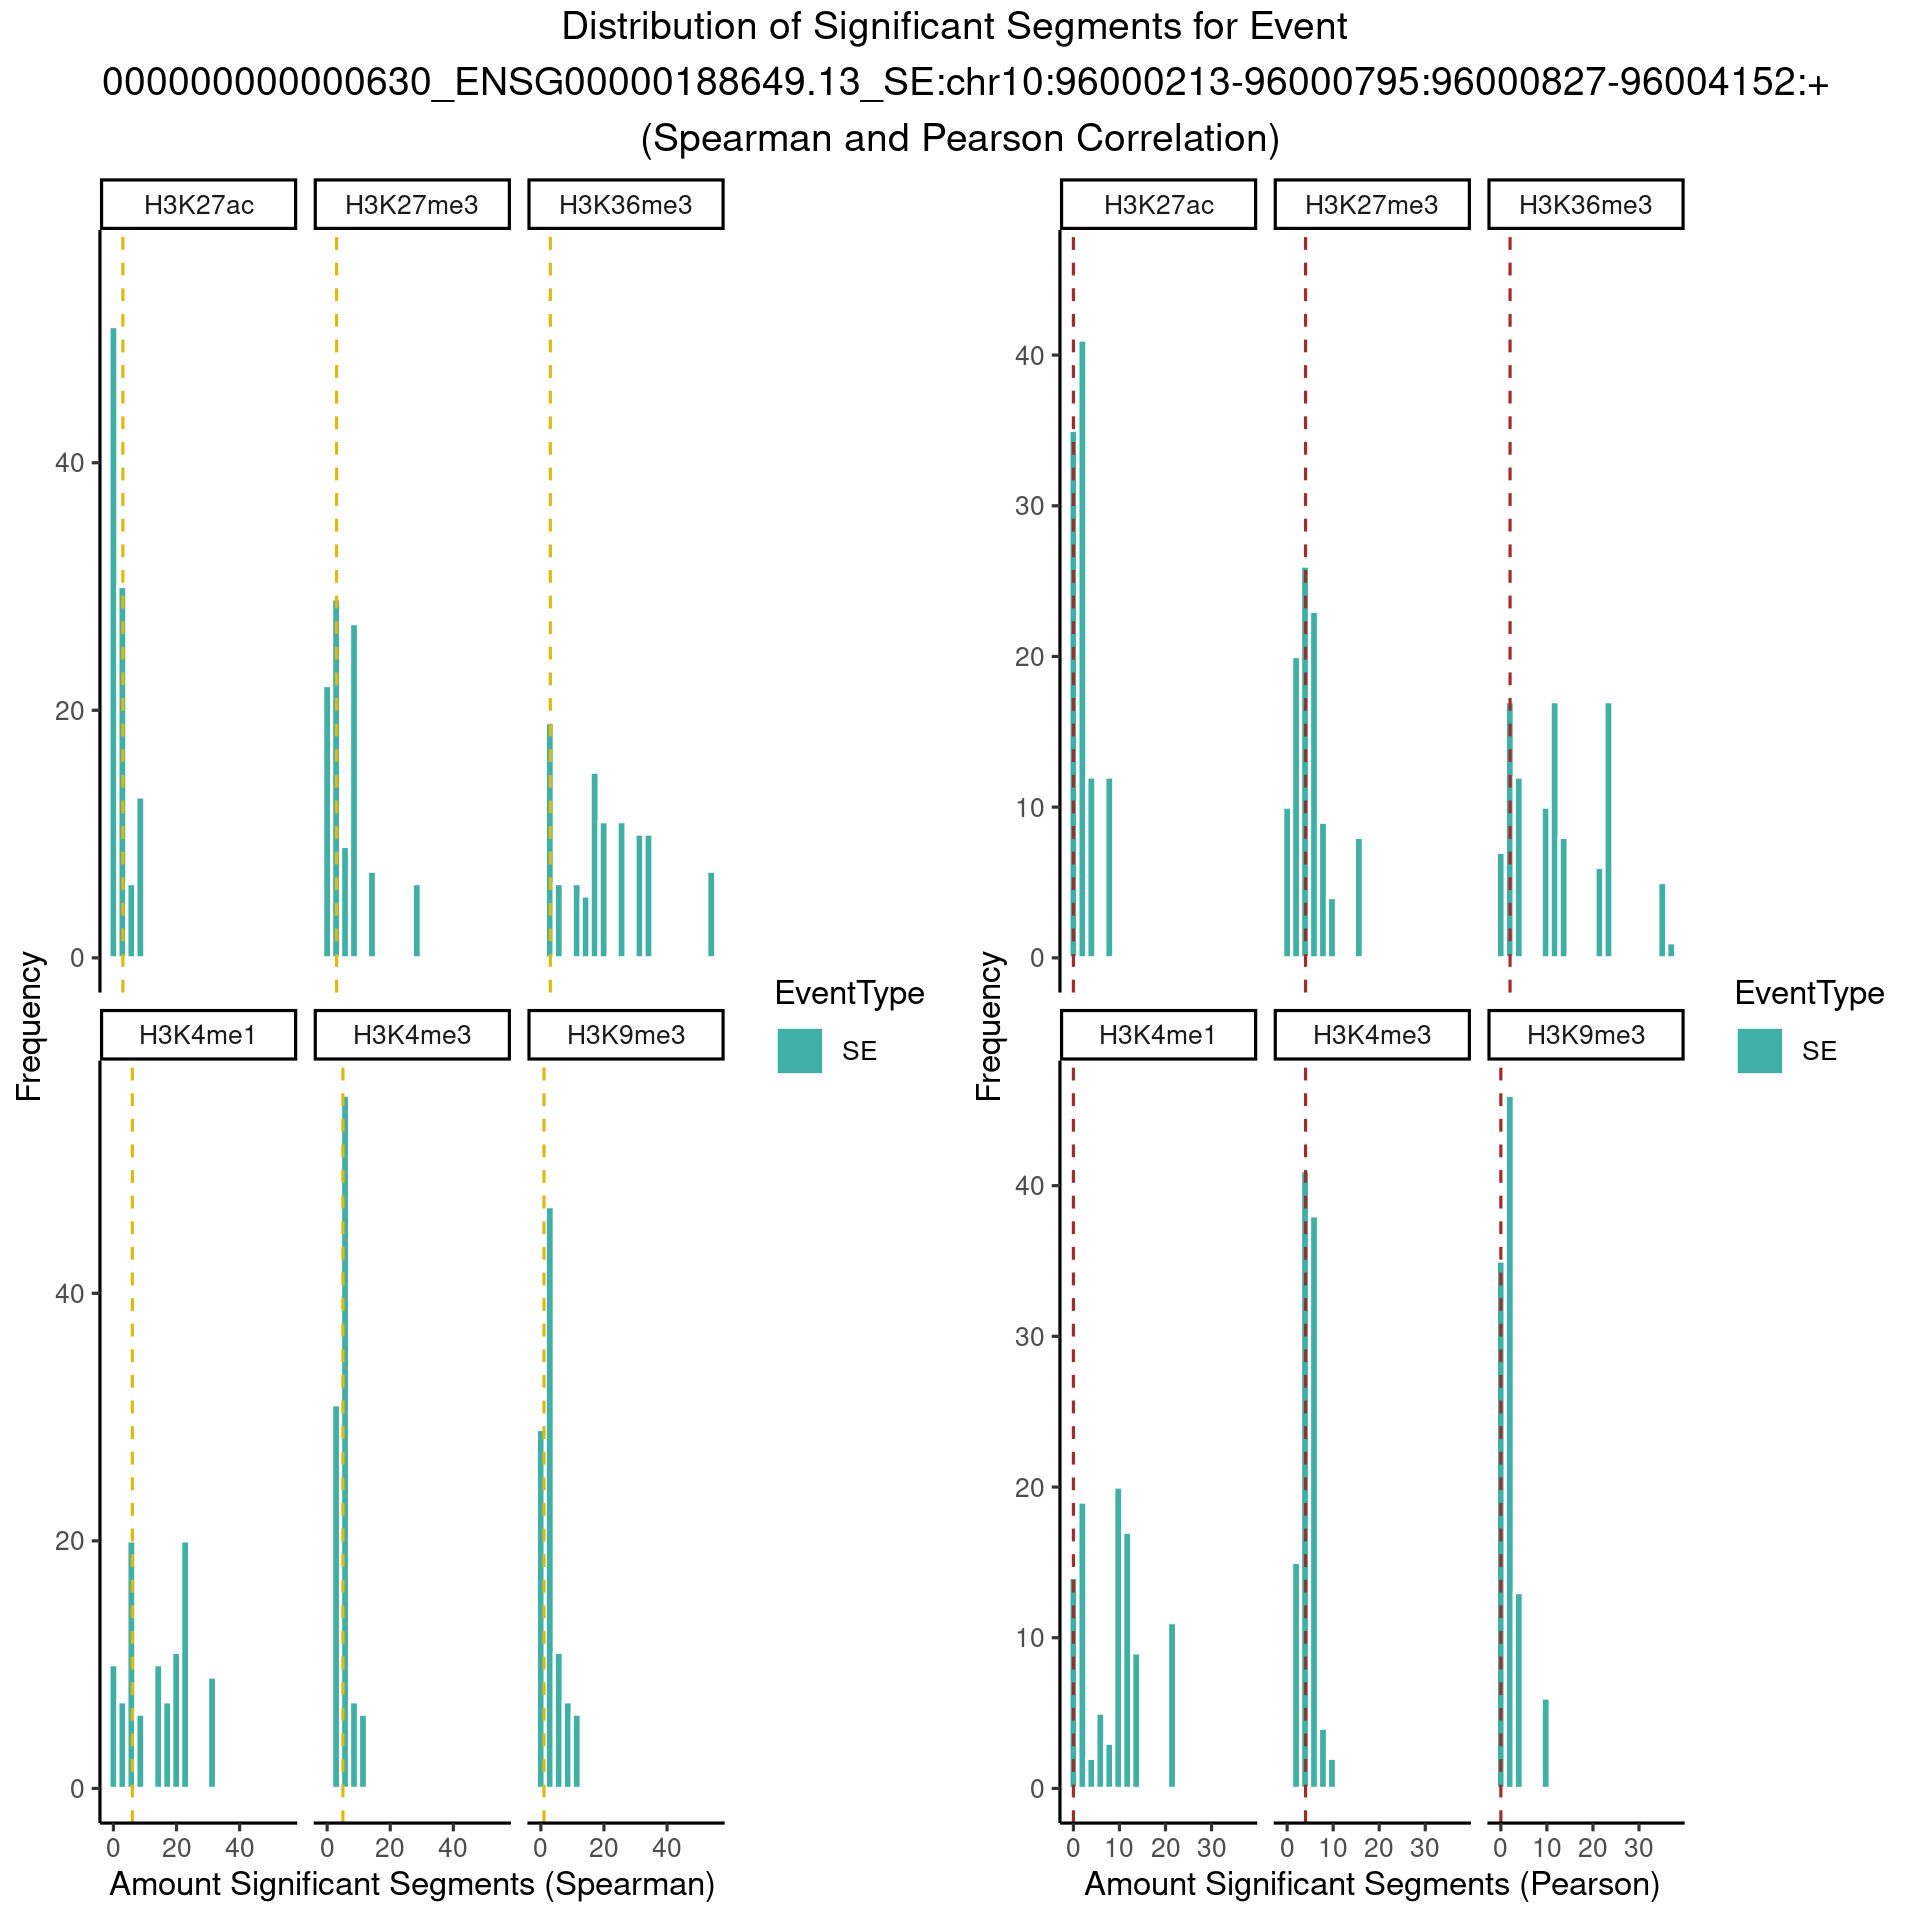 Distribution of Significant Segments for Event
000000000000630_ENSG00000188649.13_SE:chr10:96000213-96000795:96000827-96004152:+
(Spearman and Pearson Correlation)
H3K27ac H3K27me3 H3K36me3
40
20
0
H3K4me1 H3K4me3 H3K9me3
40
20
0
0 20 40 0 20 40 0 20 40
Amount Significant Segments (Spearman)
Frequency
EventType
SE
H3K27ac H3K27me3 H3K36me3
40
30
20
10
0
H3K4me1 H3K4me3 H3K9me3
40
30
20
10
0
0 10 20 30 0 10 20 30 0 10 20 30
Amount Significant Segments (Pearson)
Frequency
EventType
SE